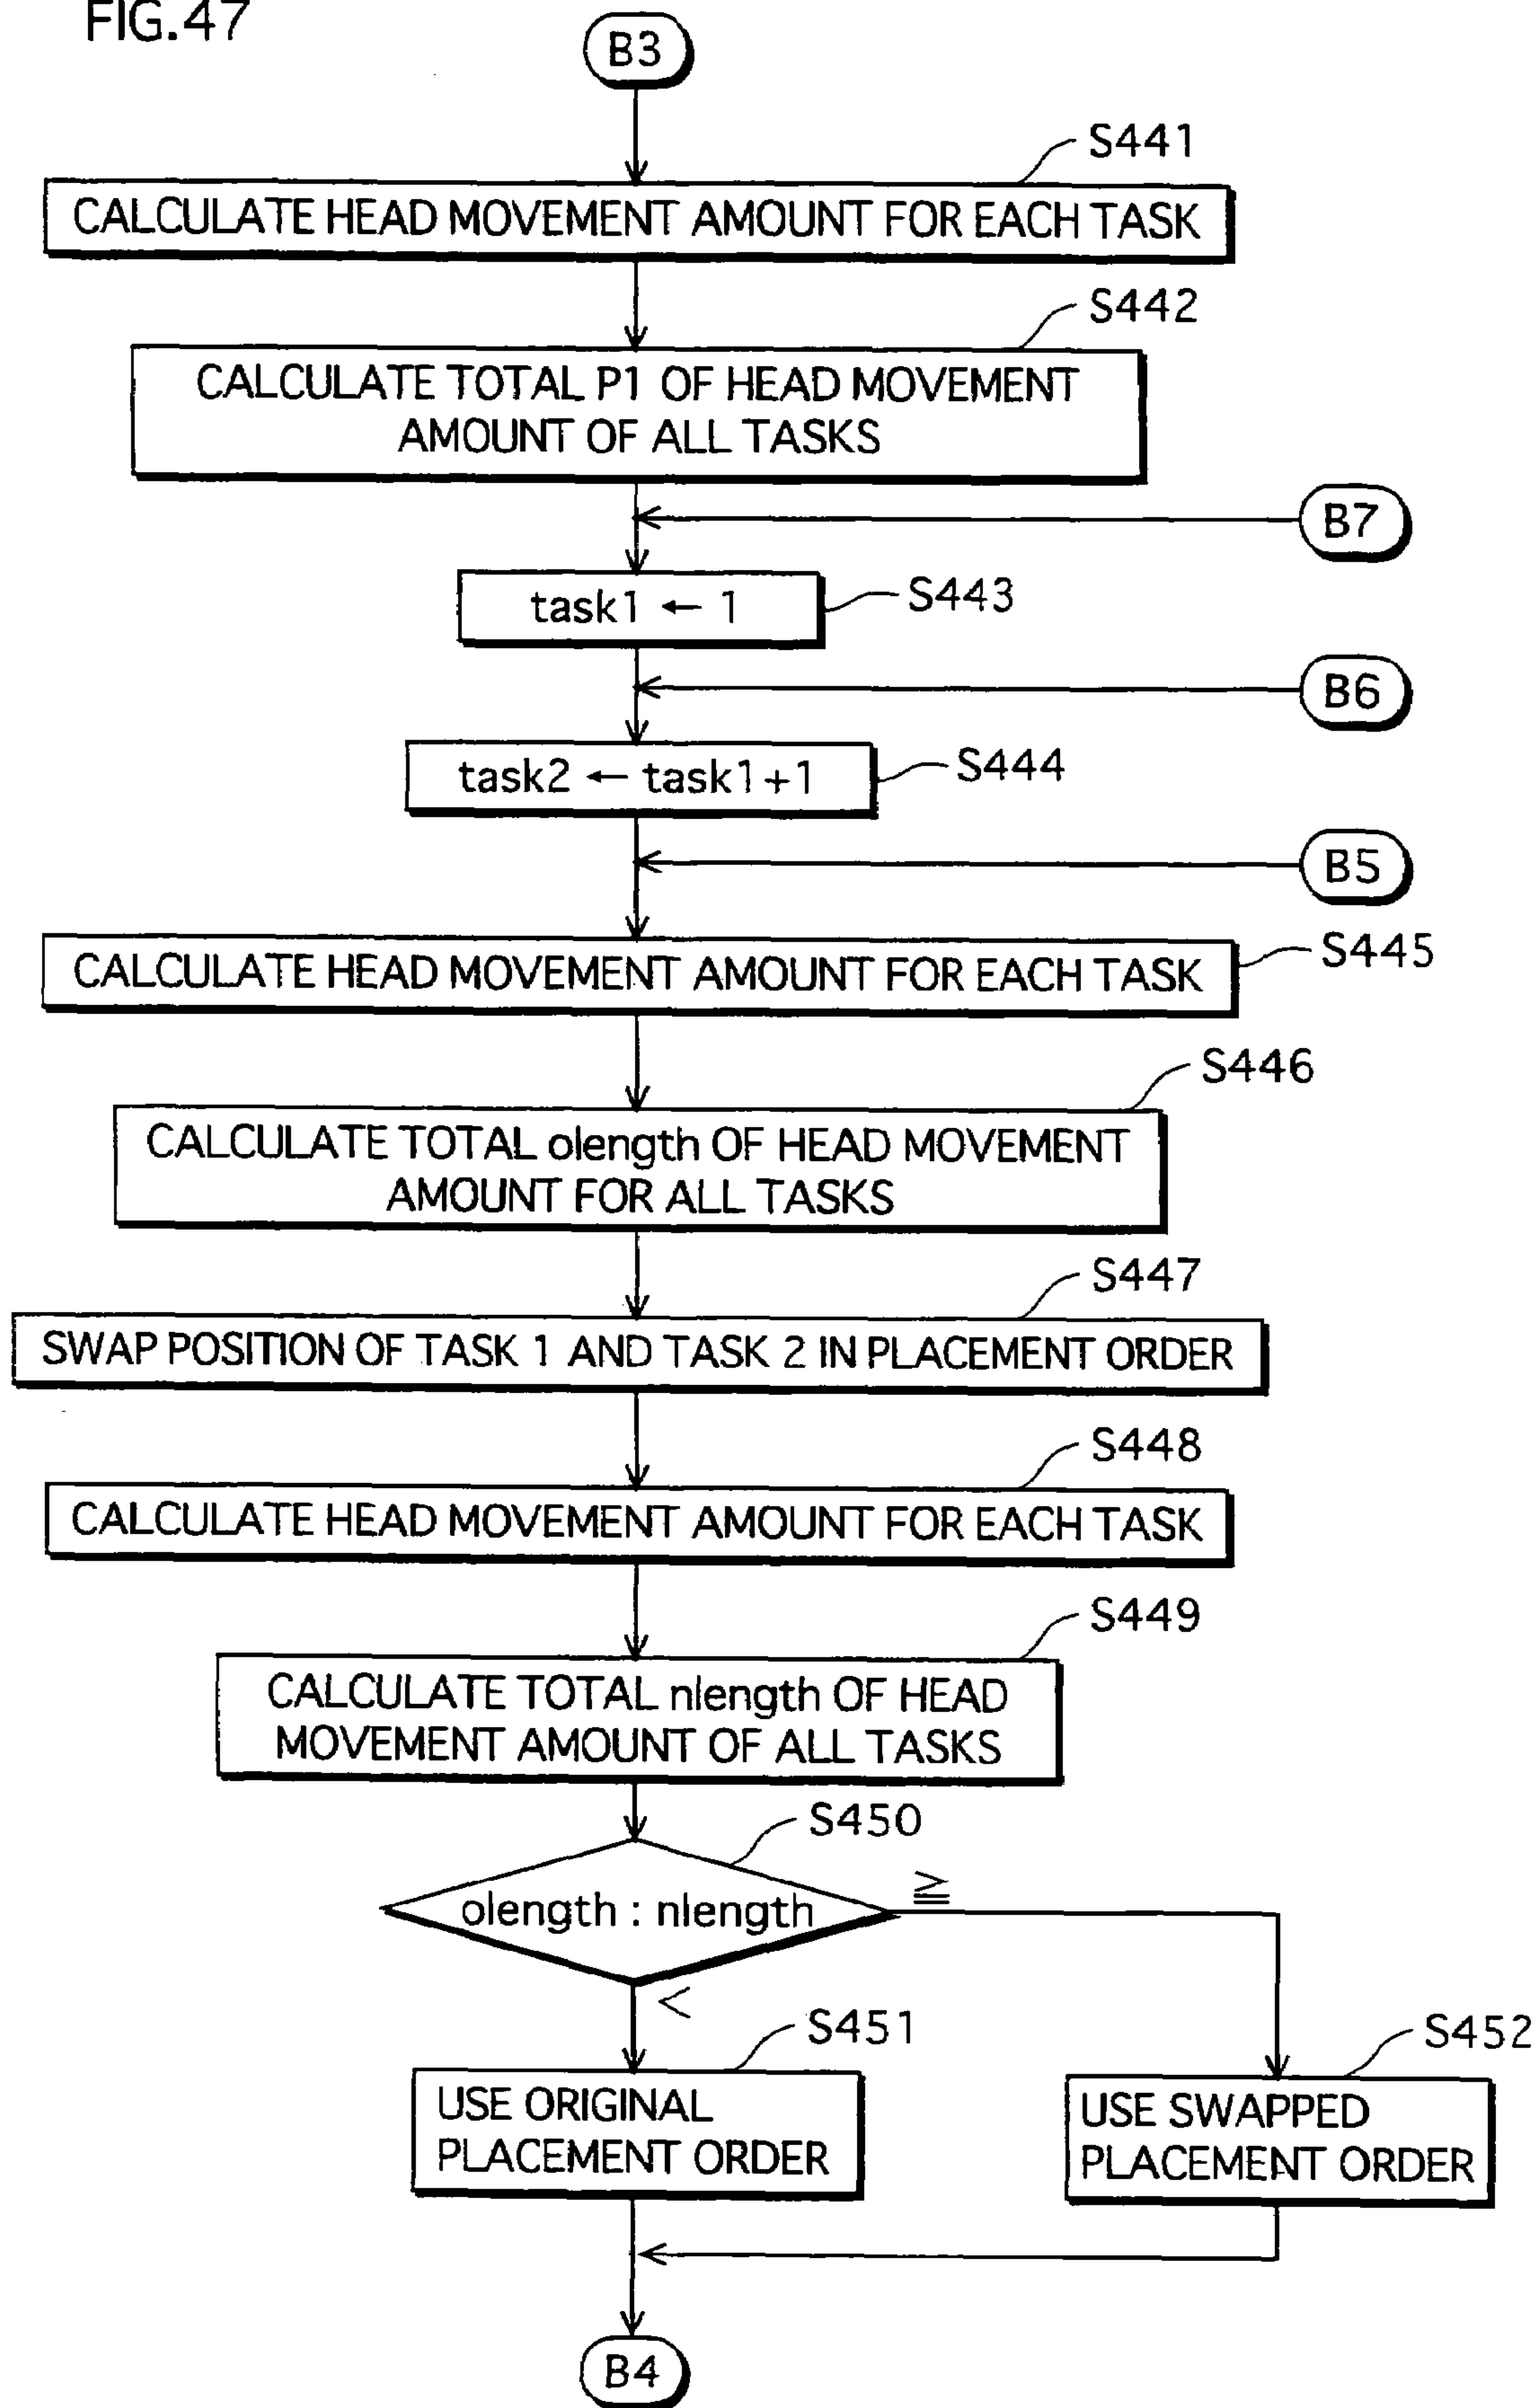 FIG.47
B3
S441
CALCULATE HEAD MOVEMENT AMOUNT FOR EACH TASK
S442
CALCULATE TOTAL P1 OF HEAD MOVEMENT
AMOUNT OF ALL TASKS
B7
task1 ← 1
S443
B6
task2 ← task1+1
S444
B5
CALCULATE HEAD MOVEMENT AMOUNT FOR EACH TASK
S445
S446
CALCULATE TOTAL olength OF HEAD MOVEMENT
AMOUNT FOR ALL TASKS
S447
SWAP POSITION OF TASK 1 AND TASK 2 IN PLACEMENT ORDER
S448
CALCULATE HEAD MOVEMENT AMOUNT FOR EACH TASK
S449
CALCULATE TOTAL nlength OF HEAD
MOVEMENT AMOUNT OF ALL TASKS
S450
olength : nlength
≧
<
S451
USE ORIGINAL
PLACEMENT ORDER
S452
USE SWAPPED
PLACEMENT ORDER
B4